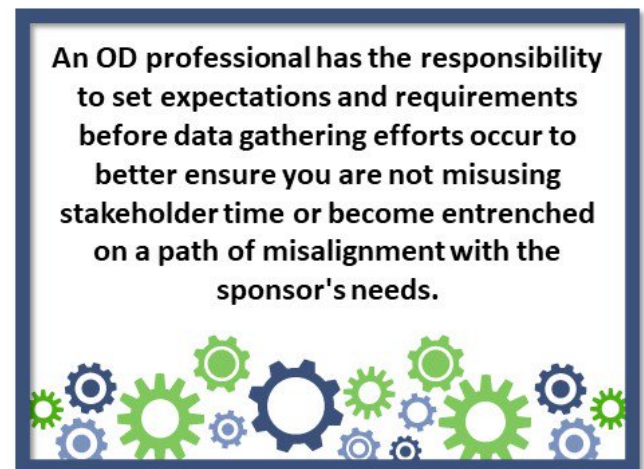 An OD professional has the responsibility
to set expectations and requirements
before data gathering efforts occur to
better ensure you are not misusing
stakeholder time or become entrenched
on a path of misalignment with the
sponsor's needs.